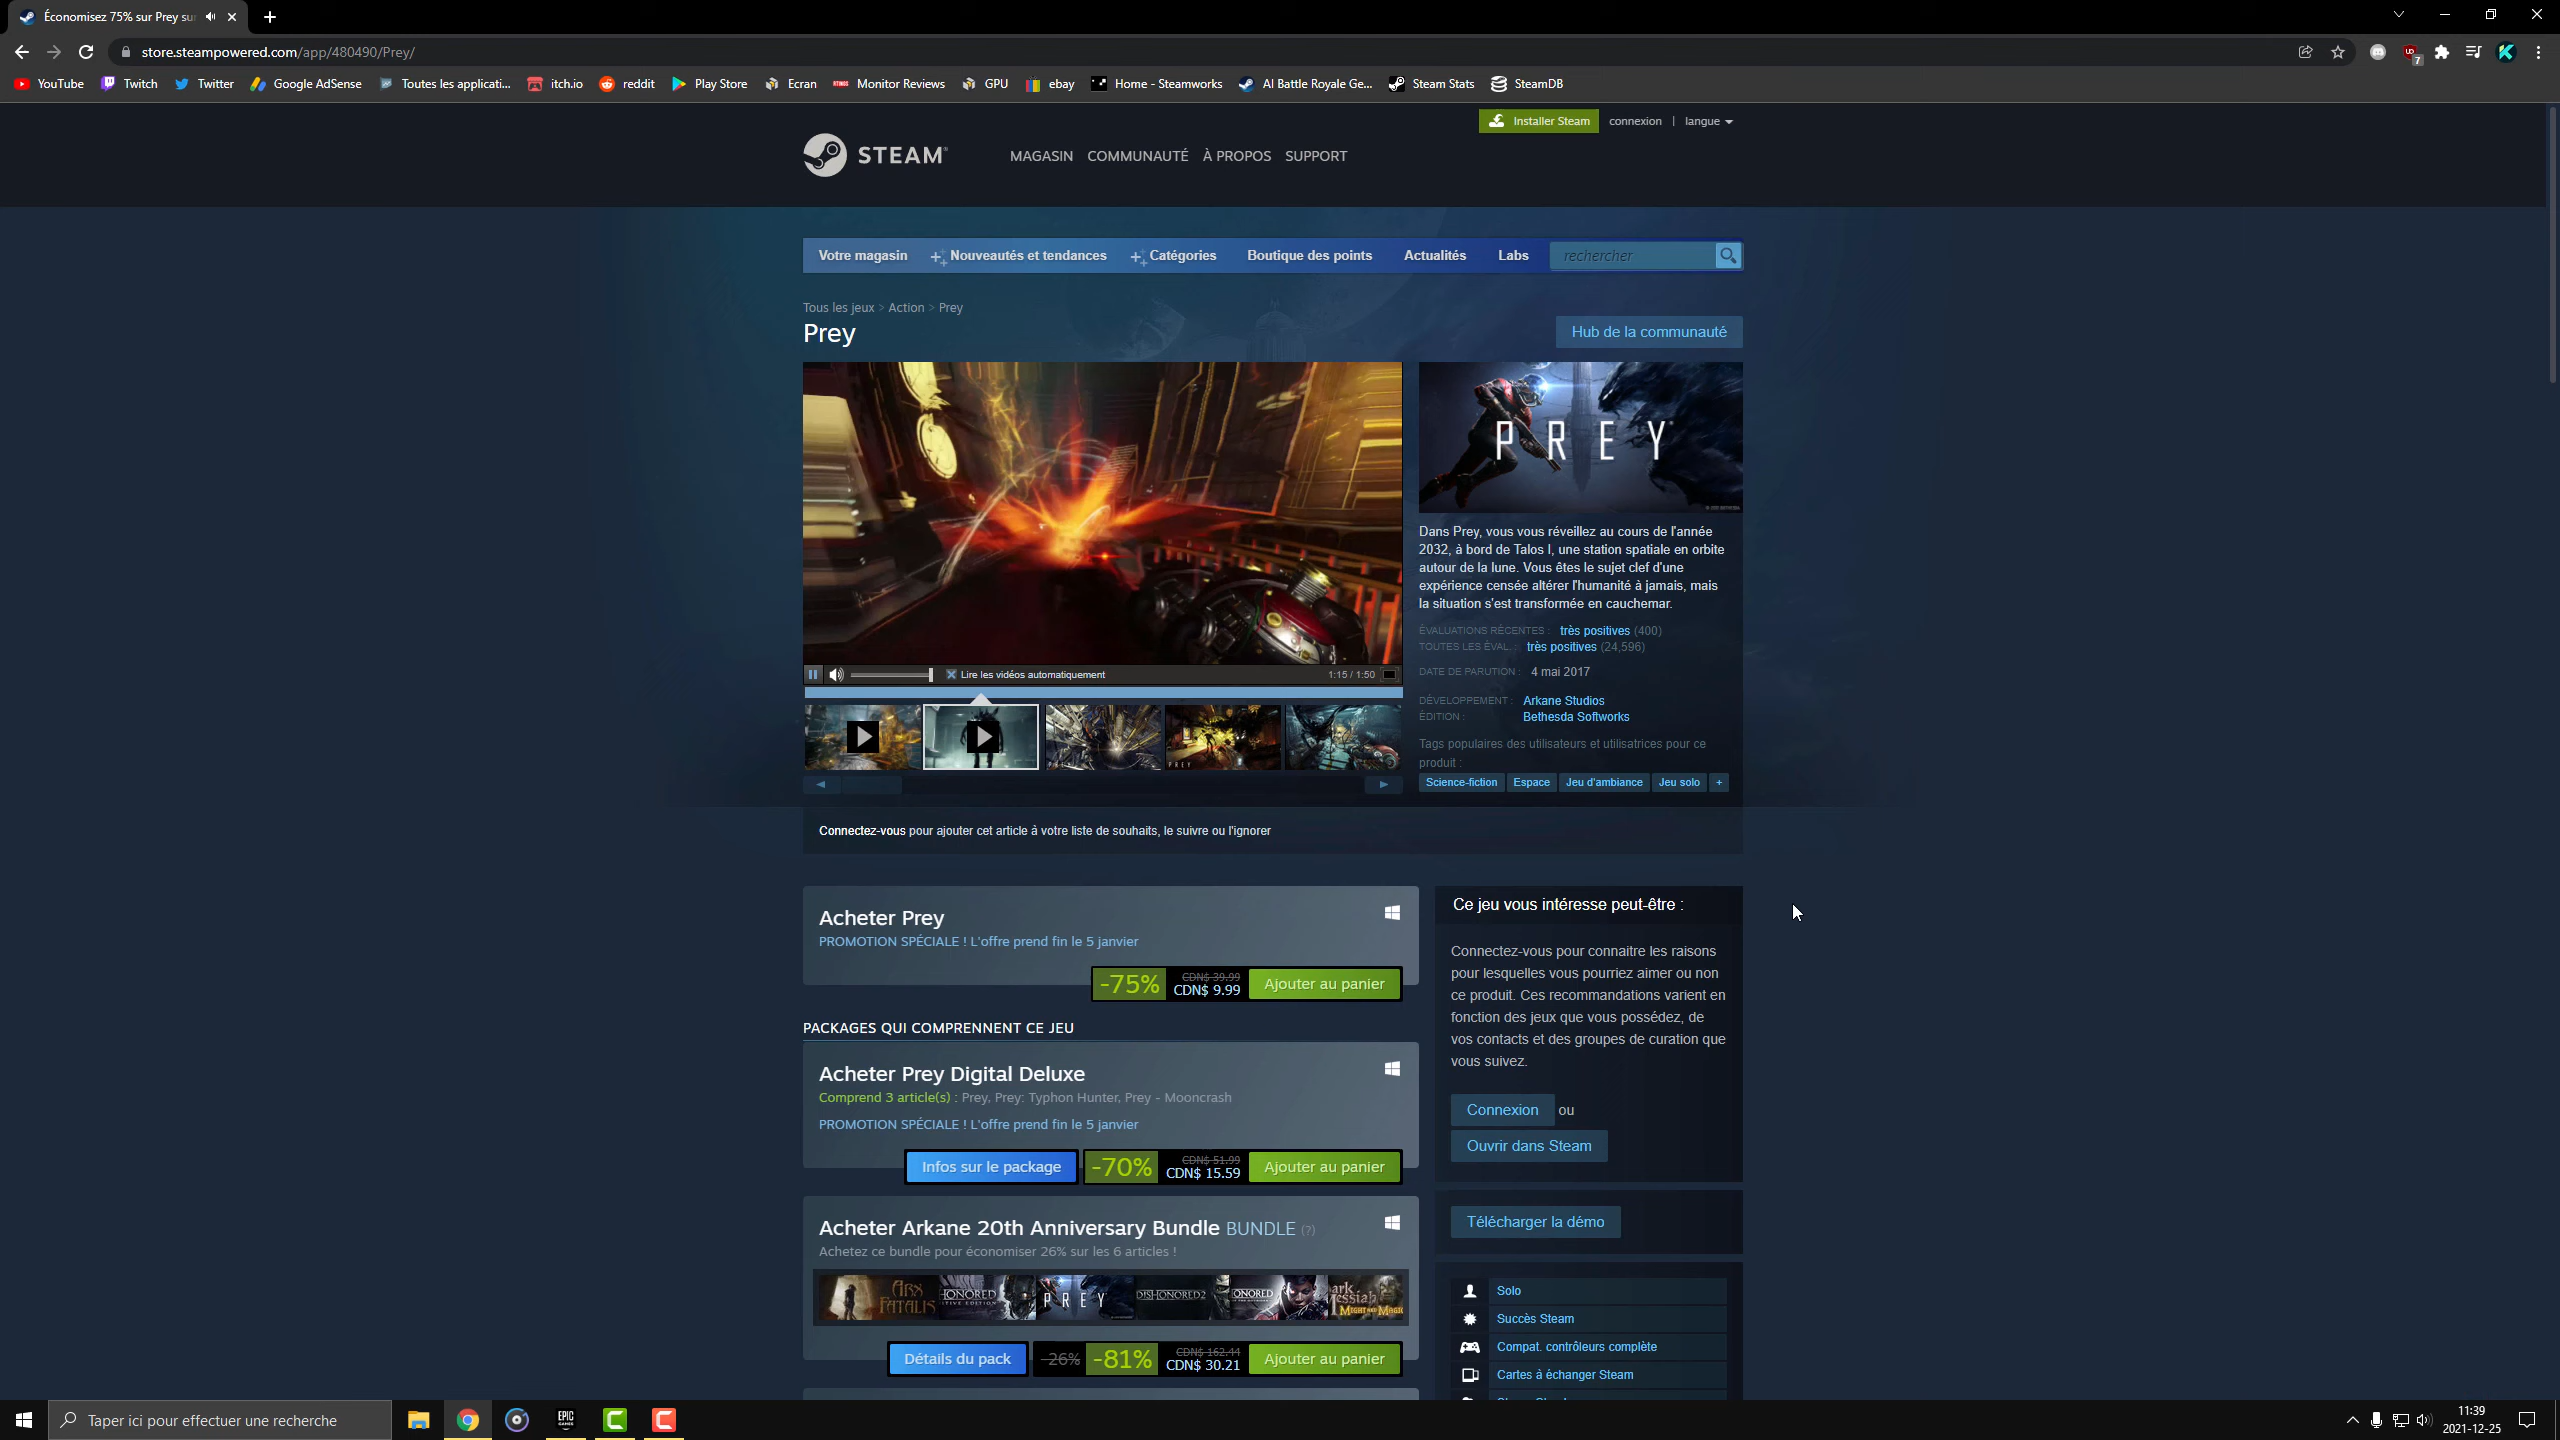 Économisez 75% sur Prey su
store.steampowered.com/app/480490/Prey/
7
YouTube
Twitch
Twitter
Google AdSense
Toutes les applicati...
itch.io
reddit
Play Store
Ecran
Monitor Reviews
GPU
ebay
Home - Steamworks
AI Battle Royale Ge...
Steam Stats
SteamDB
Installer Steam
connexion | langue
STEAM
MAGASIN COMMUNAUTÉ À PROPOS SUPPORT
Votre magasin
Nouveautés et tendances
Catégories
Boutique des points
Actualités
Labs
rechercher
Tous les jeux > Action > Prey
Prey
Hub de la communauté
PREY
Dans Prey, vous vous réveillez au cours de l'année
2032, à bord de Talos I, une station spatiale en orbite
autour de la lune. Vous êtes le sujet clef d'une
expérience censée altérer l'humanité à jamais, mais
la situation s'est transformée en cauchemar.
ÉVALUATIONS RÉCENTES : très positives (400)
TOUTES LES ÉVAL. : très positives (24,596)
DATE DE PARUTION : 4 mai 2017
DÉVELOPPEMENT : Arkane Studios
ÉDITION : Bethesda Softworks
Tags populaires des utilisateurs et utilisatrices pour ce
produit :
Science-fiction Espace Jeu d'ambiance Jeu solo +
Lire les vidéos automatiquement
1:15 / 1:50
Connectez-vous pour ajouter cet article à votre liste de souhaits, le suivre ou l'ignorer
Acheter Prey
PROMOTION SPÉCIALE ! L'offre prend fin le 5 janvier
-75%
CDN$ 39.99
CDN$ 9.99
Ajouter au panier
PACKAGES QUI COMPRENNENT CE JEU
Acheter Prey Digital Deluxe
Comprend 3 article(s) : Prey, Prey: Typhon Hunter, Prey - Mooncrash
PROMOTION SPÉCIALE ! L'offre prend fin le 5 janvier
Infos sur le package
-70%
CDN$ 51.99
CDN$ 15.59
Ajouter au panier
Acheter Arkane 20th Anniversary Bundle BUNDLE (?)
Achetez ce bundle pour économiser 26% sur les 6 articles !
ARX FATALIS
PREY
DISHONORED2
Détails du pack
-26%
-81%
CDN$ 162.44
CDN$ 30.21
Ajouter au panier
Ce jeu vous intéresse peut-être :
Connectez-vous pour connaitre les raisons
pour lesquelles vous pourriez aimer ou non
ce produit. Ces recommandations varient en
fonction des jeux que vous possédez, de
vos contacts et des groupes de curation que
vous suivez.
Connexion ou
Ouvrir dans Steam
Télécharger la démo
Solo
Succès Steam
Compat. contrôleurs complète
Cartes à échanger Steam
Taper ici pour effectuer une recherche
EPIC GAMES
11:39
2021-12-25